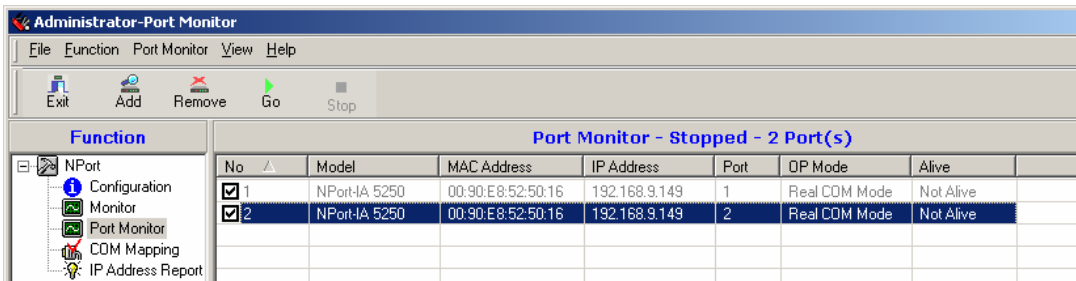 Administrator-Port Monitor
File Function Port Monitor View Help
Exit Add Remove Go Stop
Function
Port Monitor - Stopped - 2 Port(s)
NPort
Configuration
Monitor
Port Monitor
COM Mapping
IP Address Report
No Model MAC Address IP Address Port OP Mode Alive
1 NPort-IA 5250 00:90:E8:52:50:16 192.168.9.149 1 Real COM Mode Not Alive
2 NPort-IA 5250 00:90:E8:52:50:16 192.168.9.149 2 Real COM Mode Not Alive